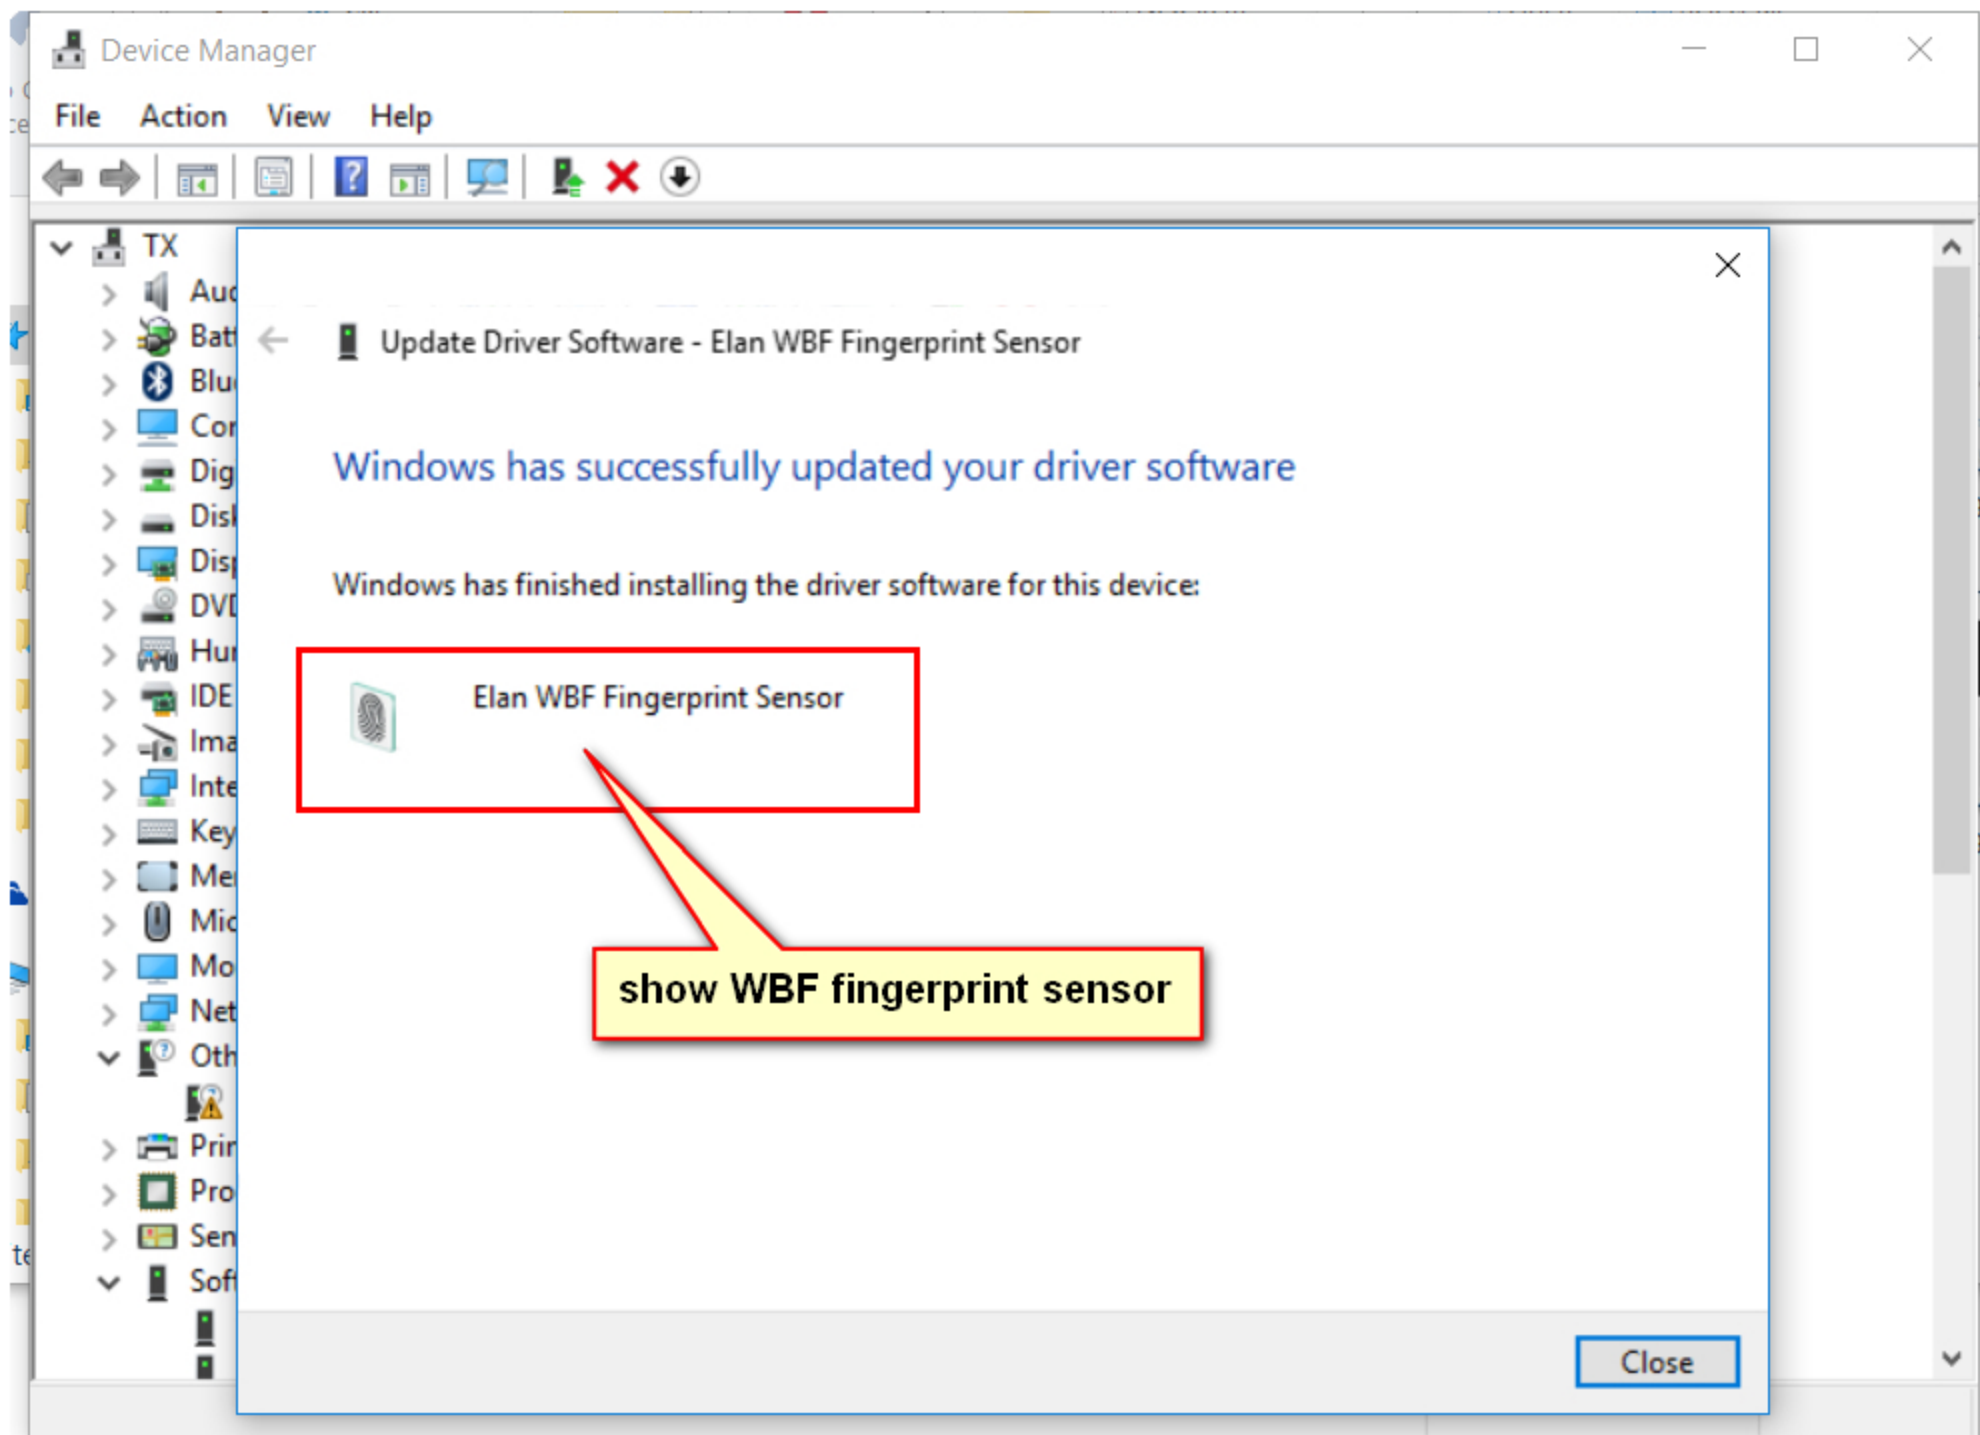 Device Manager
File Action View Help
TX
Update Driver Software - Elan WBF Fingerprint Sensor
Windows has successfully updated your driver software
Windows has finished installing the driver software for this device:
Elan WBF Fingerprint Sensor
show WBF fingerprint sensor
IDE
Close